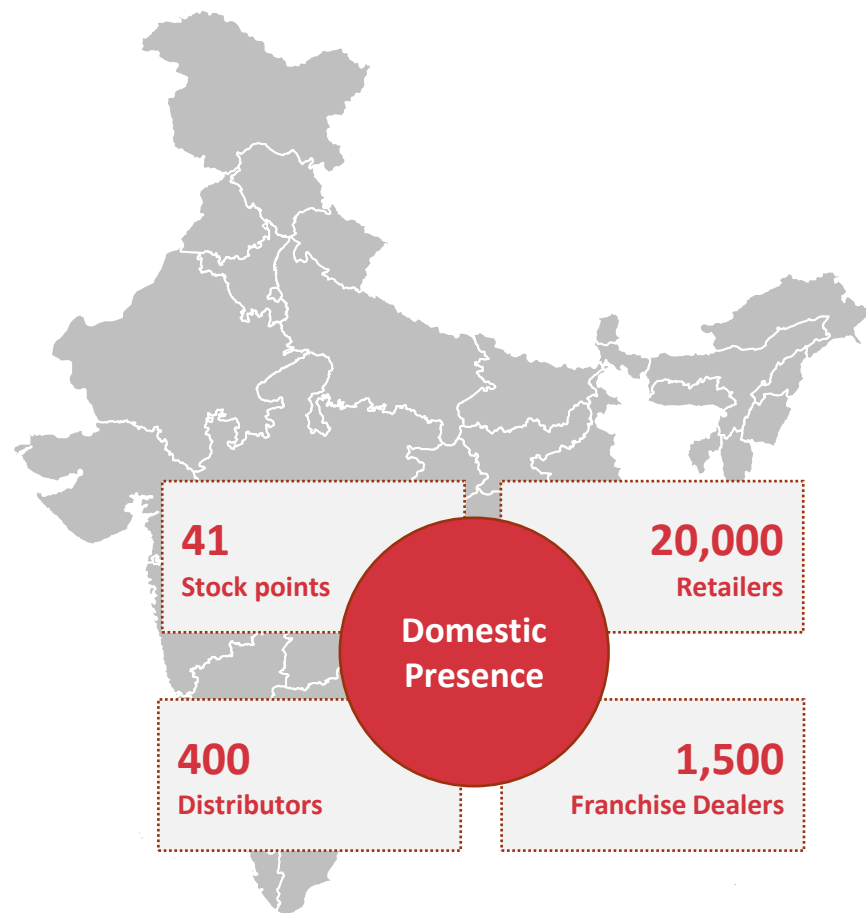 41
Stock points
20,000
Retailers
Domestic
Presence
400
Distributors
1,500
Franchise Dealers